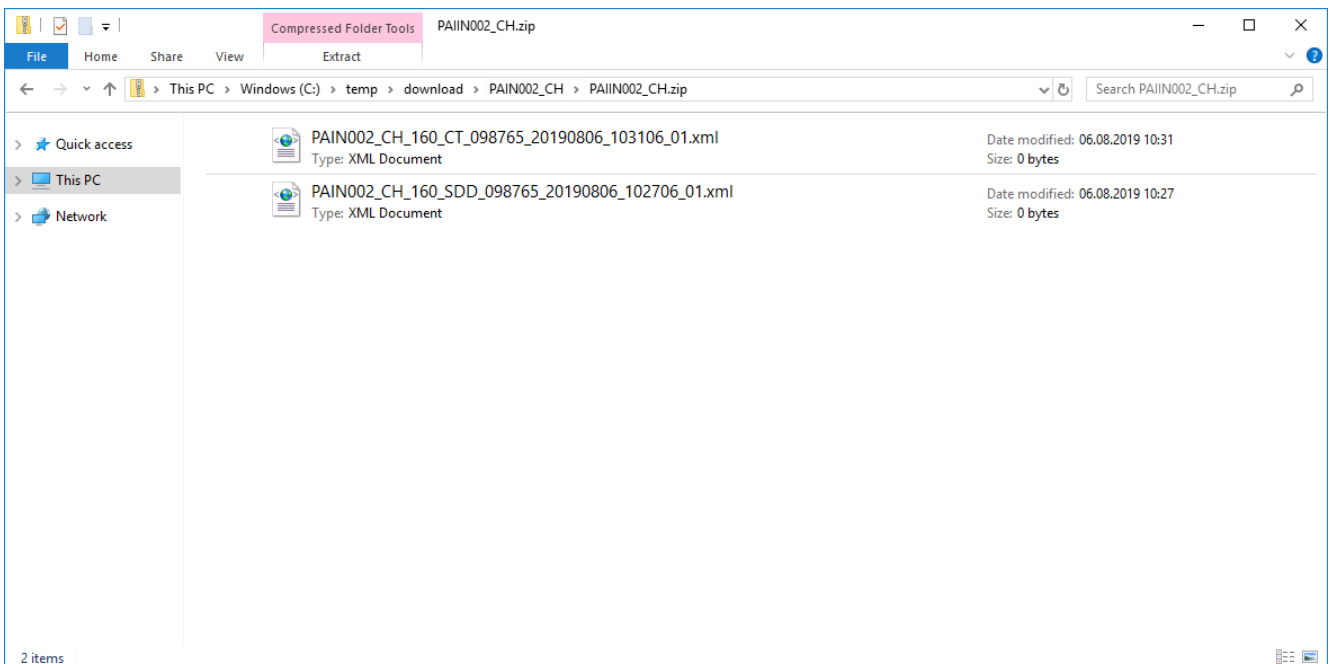 Compressed Folder Tools PAIIN002_CH.zip
File Home Share View Extract
This PC › Windows (C:) › temp › download › PAIN002_CH › PAIIN002_CH.zip Search PAIIN002_CH.zip
Quick access
This PC
Network
PAIN002_CH_160_CT_098765_20190806_103106_01.xml Date modified: 06.08.2019 10:31
Type: XML Document Size: 0 bytes
PAIN002_CH_160_SDD_098765_20190806_102706_01.xml Date modified: 06.08.2019 10:27
Type: XML Document Size: 0 bytes
2 items